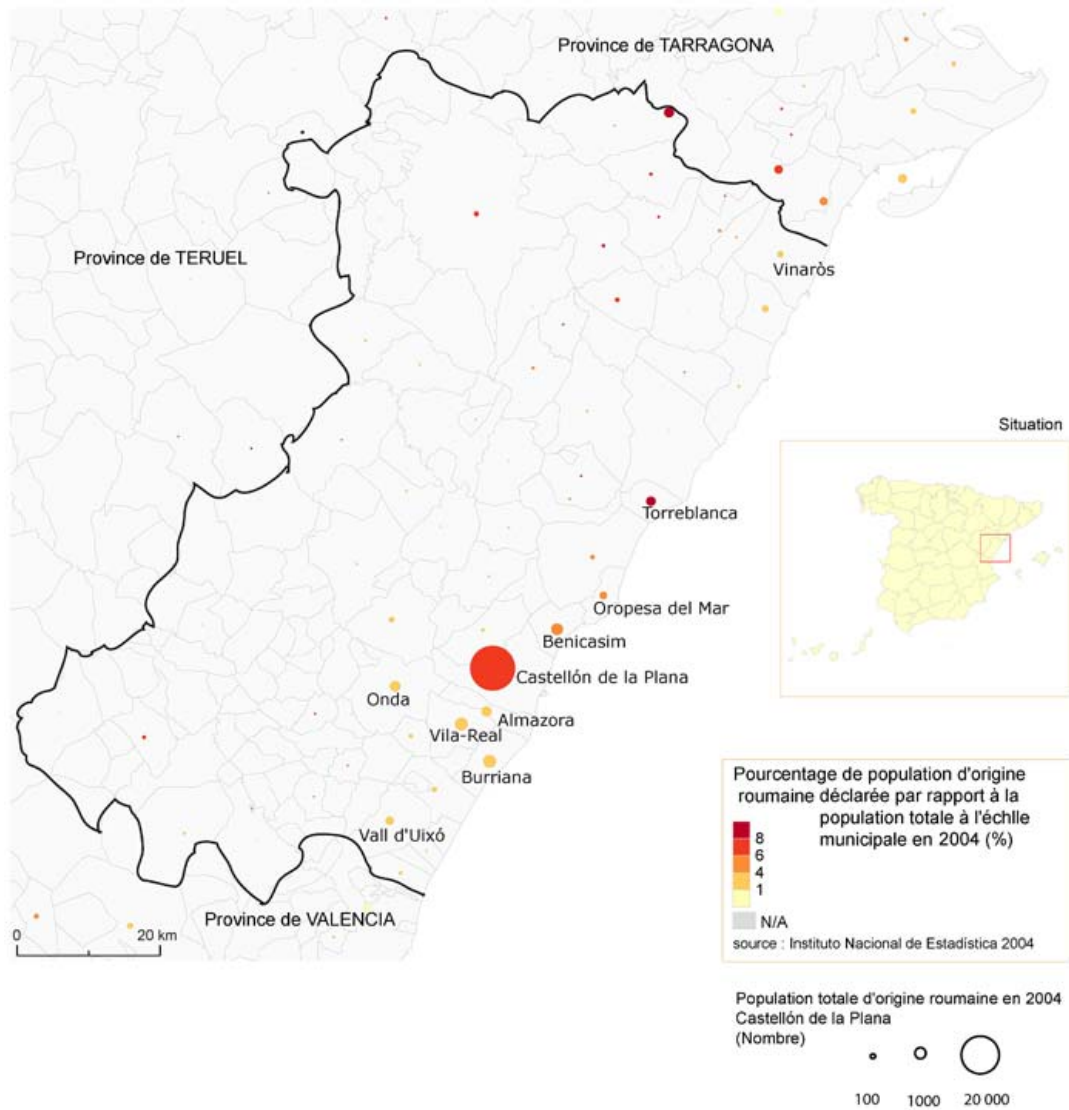 Province de TARRAGONA
Province de TERUEL
Vinaròs
Situation
Torreblanca
Oropesa del Mar
Benicasim
Castellón de la Plana
Onda
Almazora
Vila-Real
Burriana
Vall d'Uixó
Province de VALENCIA
0 20 km
Pourcentage de population d'origine
roumaine déclarée par rapport à la
population totale à l'échlle
municipale en 2004 (%)
8
6
4
1
N/A
source : Instituto Nacional de Estadística 2004
Population totale d'origine roumaine en 2004
Castellón de la Plana
(Nombre)
100 1000 20 000